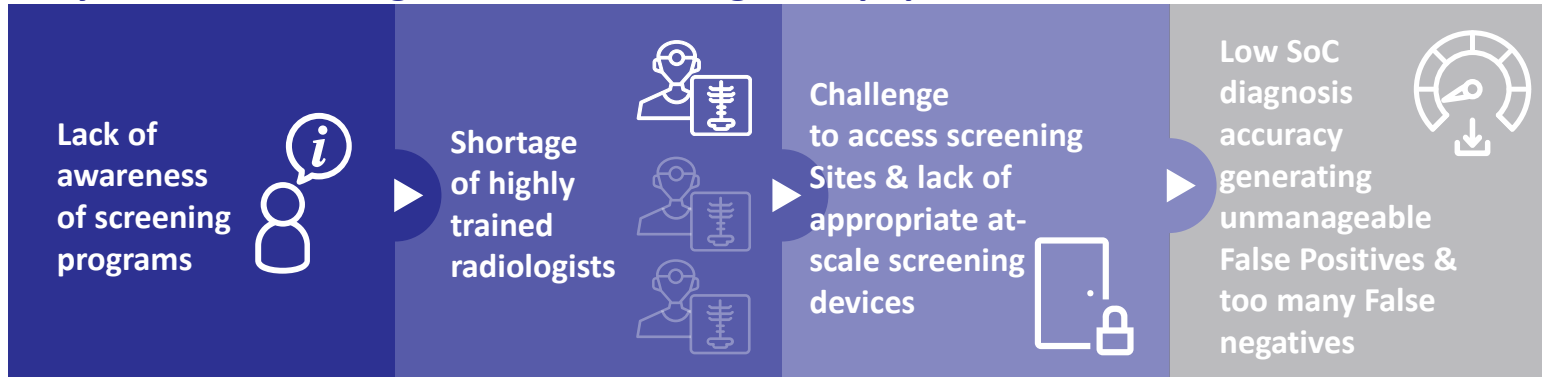 Lack of
awareness
of screening
programs
i
Shortage
of highly
trained
radiologists
Challenge
to access screening
Sites & lack of
appropriate at-
scale screening
devices
Low SoC
diagnosis
accuracy
generating
unmanageable
False Positives &
too many False
negatives